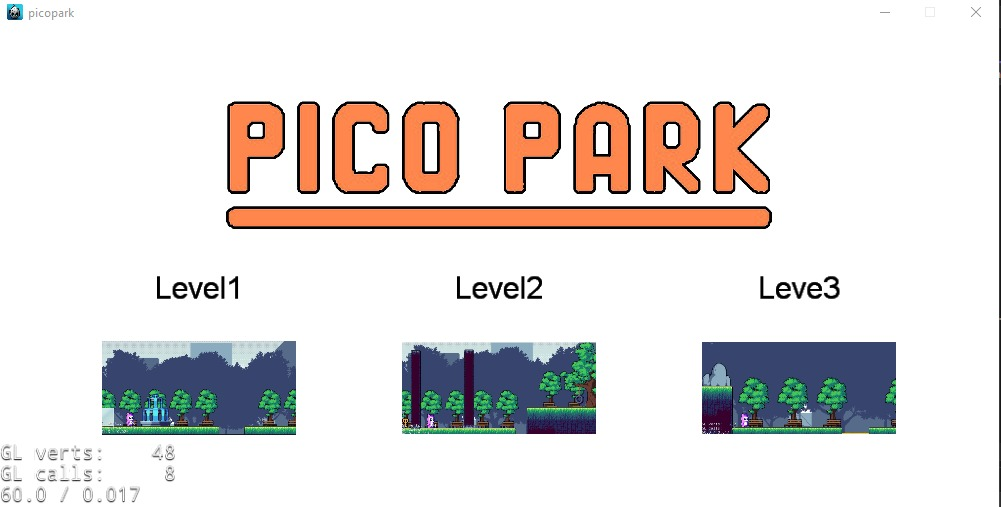 picopark
PICO PARK
Level1 Level2 Leve3
GL verts: 48
GL calls: 8
60.0 / 0.017